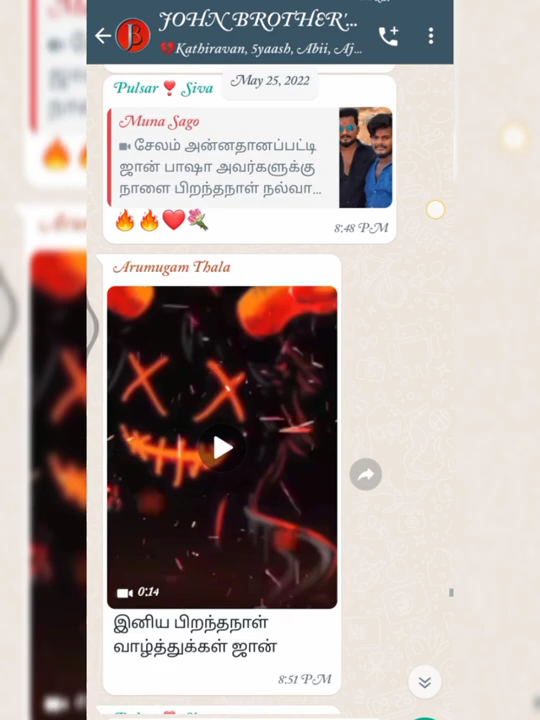 JOHN BROTHER'...
Kathiravan, 5yaash, Abii, Aj...
May 25, 2022
Pulsar ❣️ Siva
Muna Sago
சேலம் அன்னதானப்பட்டி
ஜான் பாஷா அவர்களுக்கு
நாளை பிறந்தநாள் நல்வா...
🔥🔥❤️💐
8:48 PM
Arumugam Thala
0:14
இனிய பிறந்தநாள்
வாழ்த்துக்கள் ஜான்
8:51 PM